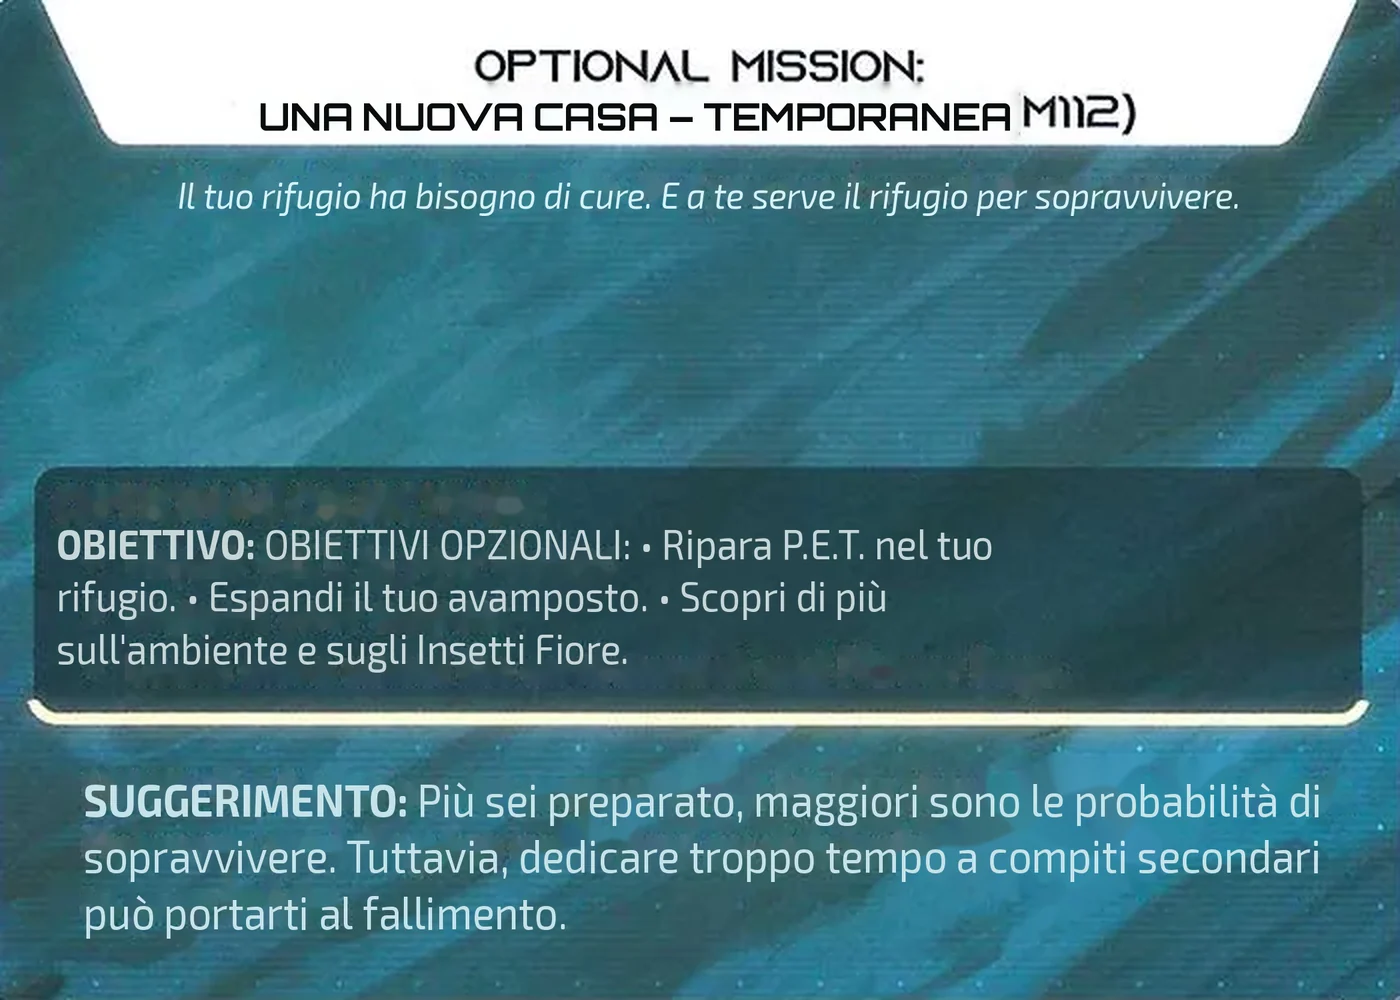 OPTIONAL MISSION:
UNA NUOVA CASA – TEMPORANEA M112)
Il tuo rifugio ha bisogno di cure. E a te serve il rifugio per sopravvivere.
OBIETTIVO: OBIETTIVI OPZIONALI: • Ripara P.E.T. nel tuo
rifugio. • Espandi il tuo avamposto. • Scopri di più
sull'ambiente e sugli Insetti Fiore.
SUGGERIMENTO: Più sei preparato, maggiori sono le probabilità di
sopravvivere. Tuttavia, dedicare troppo tempo a compiti secondari
può portarti al fallimento.